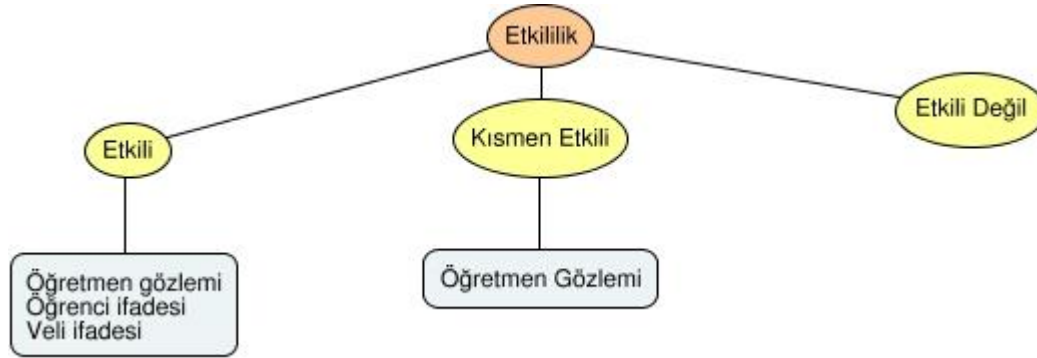 Etkililik
Etkili
Kısmen Etkili
Etkili Değil
Öğretmen gözlemi
Öğrenci ifadesi
Veli ifadesi
Öğretmen Gözlemi